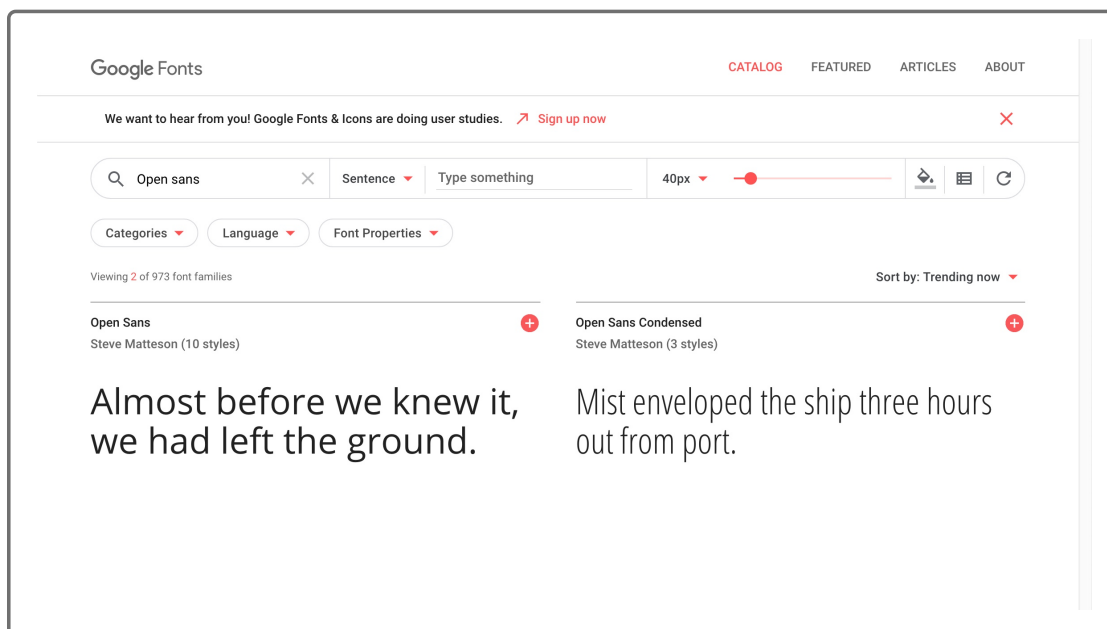 Google Fonts
CATALOG FEATURED ARTICLES ABOUT
We want to hear from you! Google Fonts & Icons are doing user studies. Sign up now
Open sans
Sentence
Type something
40px
Categories
Language
Font Properties
Viewing 2 of 973 font families
Sort by: Trending now
Open Sans
Steve Matteson (10 styles)
Almost before we knew it,
we had left the ground.
Open Sans Condensed
Steve Matteson (3 styles)
Mist enveloped the ship three hours
out from port.